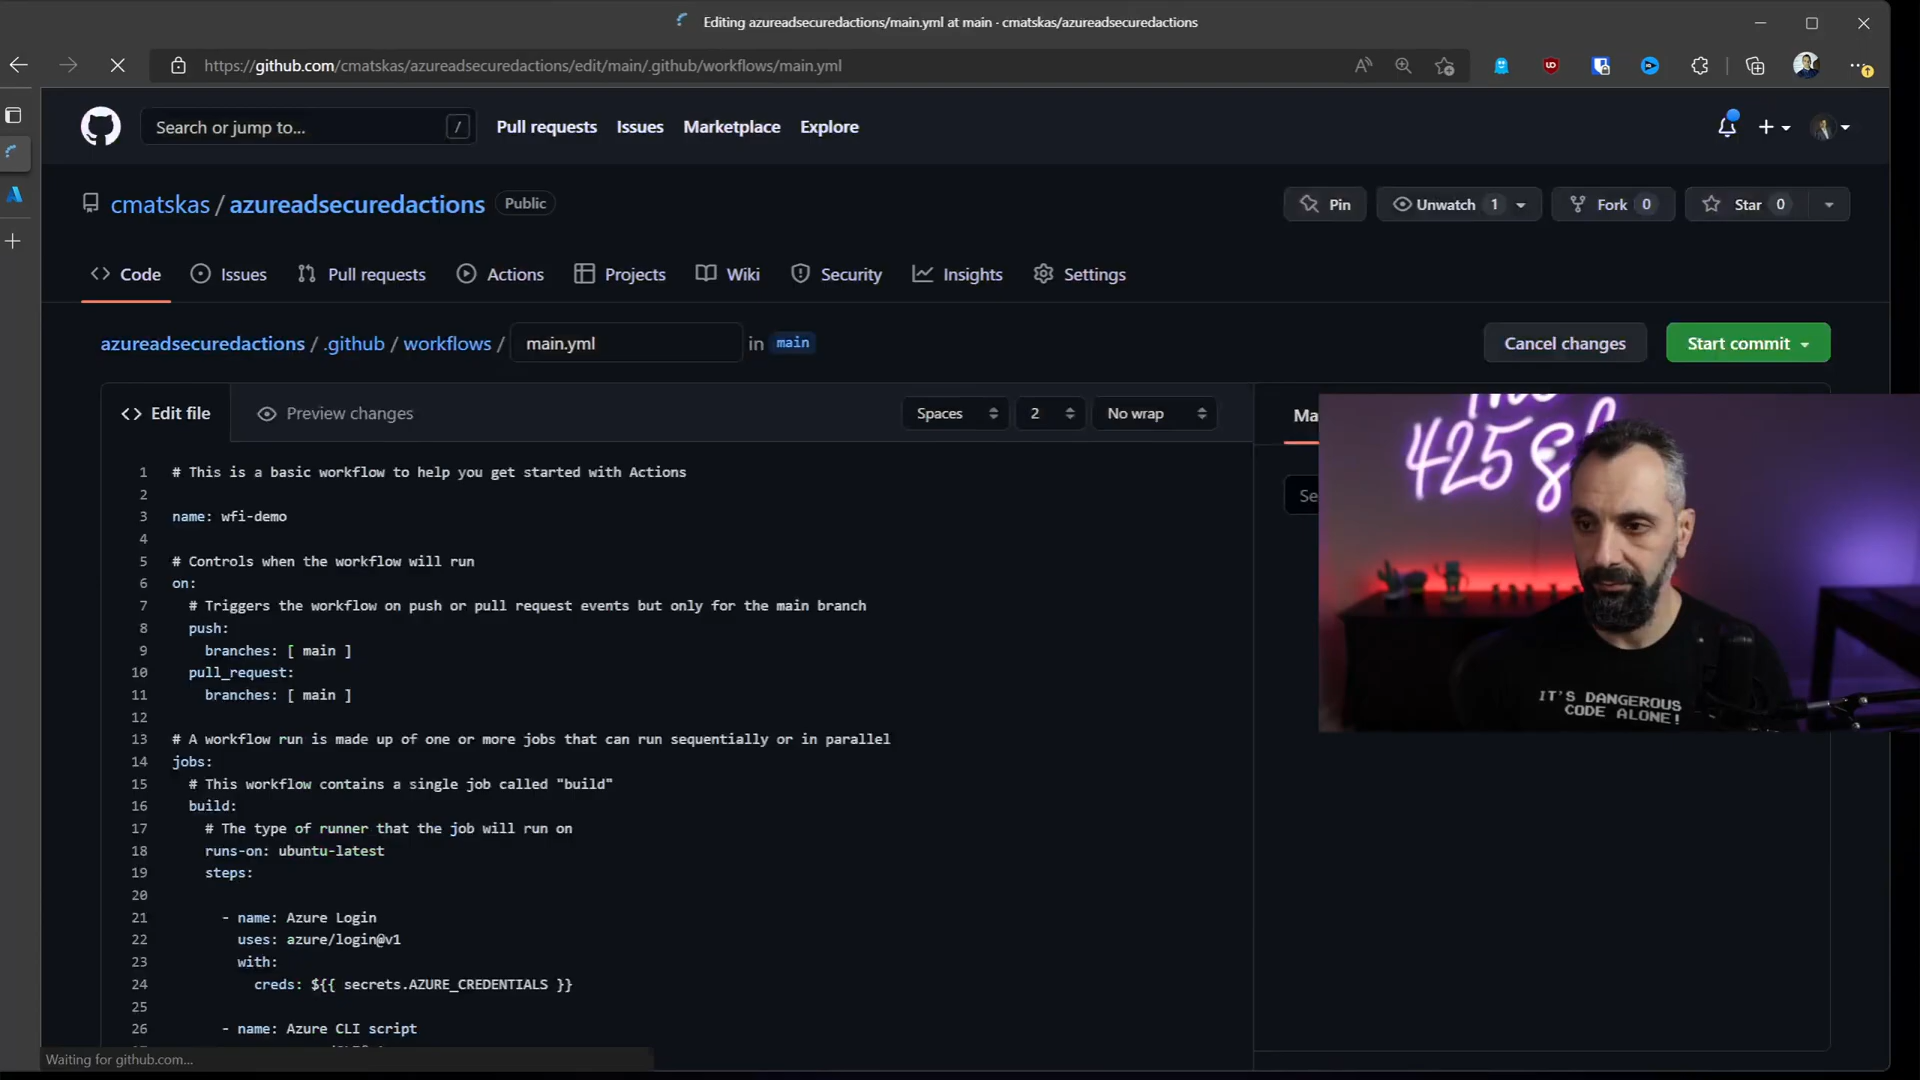 Editing azureadsecuredactions/main.yml at main · cmatskas/azureadsecuredactions
https://github.com/cmatskas/azureadsecuredactions/edit/main/.github/workflows/main.yml
Search or jump to... /
Pull requests Issues Marketplace Explore
cmatskas / azureadsecuredactions Public
Pin Unwatch 1 Fork 0 Star 0
Code Issues Pull requests Actions Projects Wiki Security Insights Settings
azureadsecuredactions / .github / workflows / main.yml in main
Cancel changes Start commit
Edit file Preview changes Spaces 2 No wrap
Ma
425
Se
1 # This is a basic workflow to help you get started with Actions
2
3 name: wfi-demo
4
5 # Controls when the workflow will run
6 on:
7 # Triggers the workflow on push or pull request events but only for the main branch
8 push:
9 branches: [ main ]
10 pull_request:
11 branches: [ main ]
12
13 # A workflow run is made up of one or more jobs that can run sequentially or in parallel
14 jobs:
15 # This workflow contains a single job called "build"
16 build:
17 # The type of runner that the job will run on
18 runs-on: ubuntu-latest
19 steps:
20
21 - name: Azure Login
22 uses: azure/login@v1
23 with:
24 creds: ${{ secrets.AZURE_CREDENTIALS }}
25
26 - name: Azure CLI script
IT'S DANGEROUS
CODE ALONE!
Waiting for github.com...